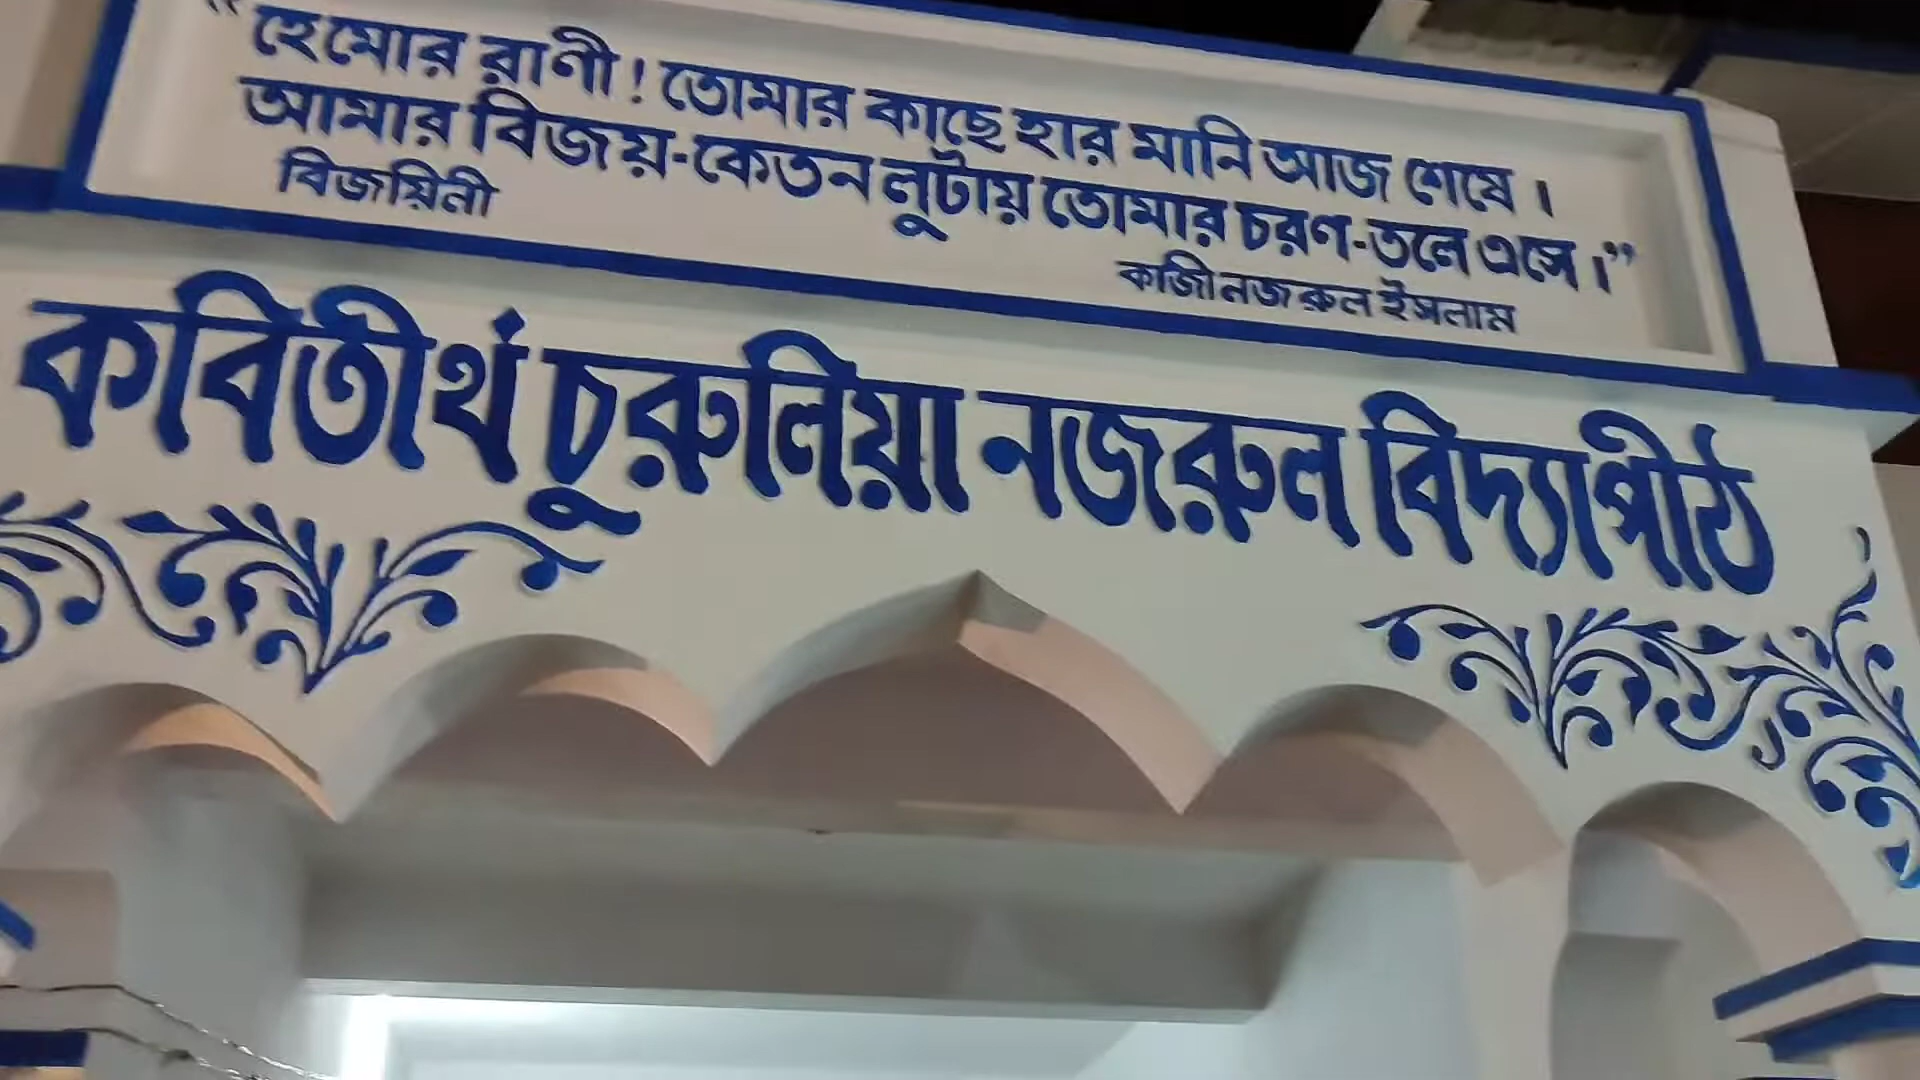 “হে মোর রাণী! তোমার কাছে হার মানি আজ শেষে।
আমার বিজয়-কেতন লুটায় তোমার চরণ-তলে এসে।”
বিজয়িনী
কাজী নজরুল ইসলাম
কবিতীর্থ চুরুলিয়া নজরুল বিদ্যাপীঠ